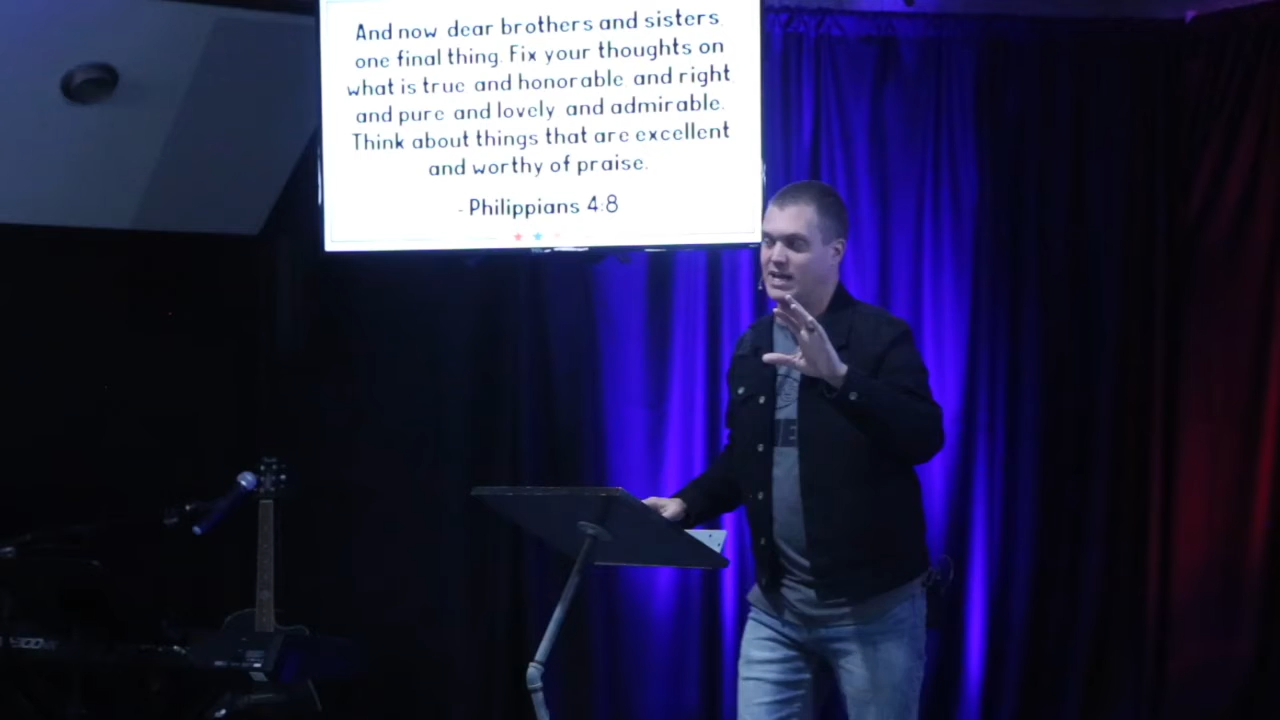 And now dear brothers and sisters,
one final thing. Fix your thoughts on
what is true and honorable and right
and pure and lovely and admirable.
Think about things that are excellent
and worthy of praise.
- Philippians 4:8